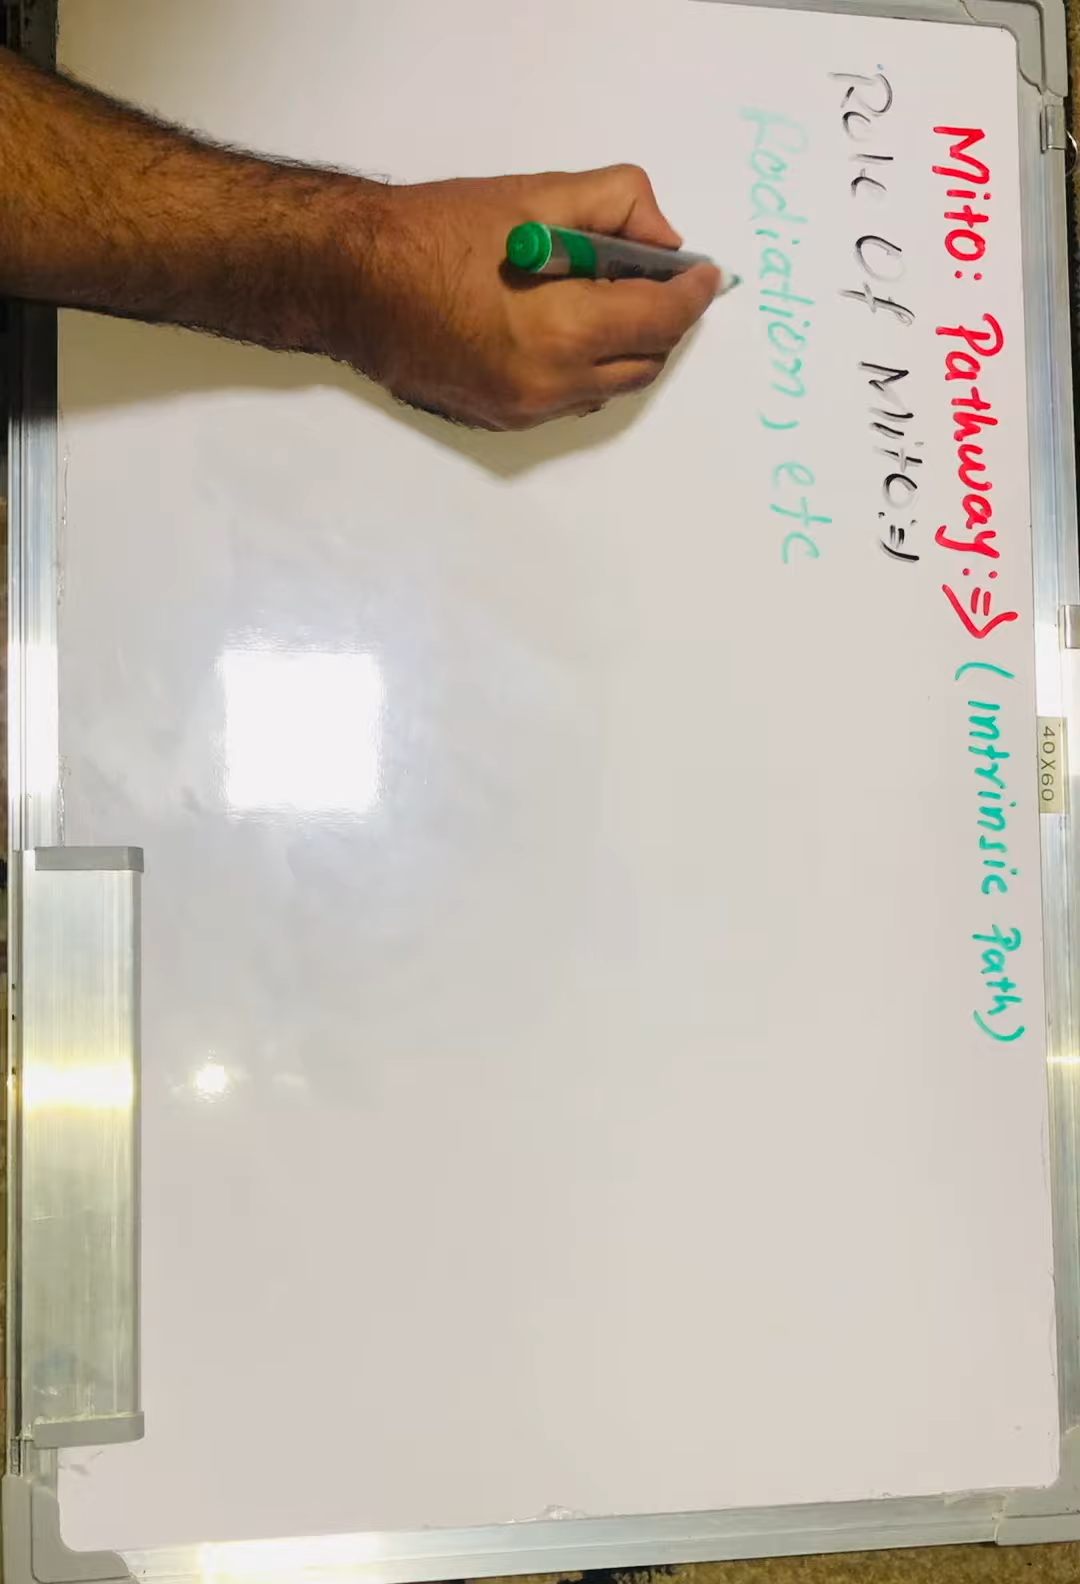 40X60
Mito: Pathway:⇒ (Intrinsic Path)
Role Of Mito:⇒
Radiation, etc